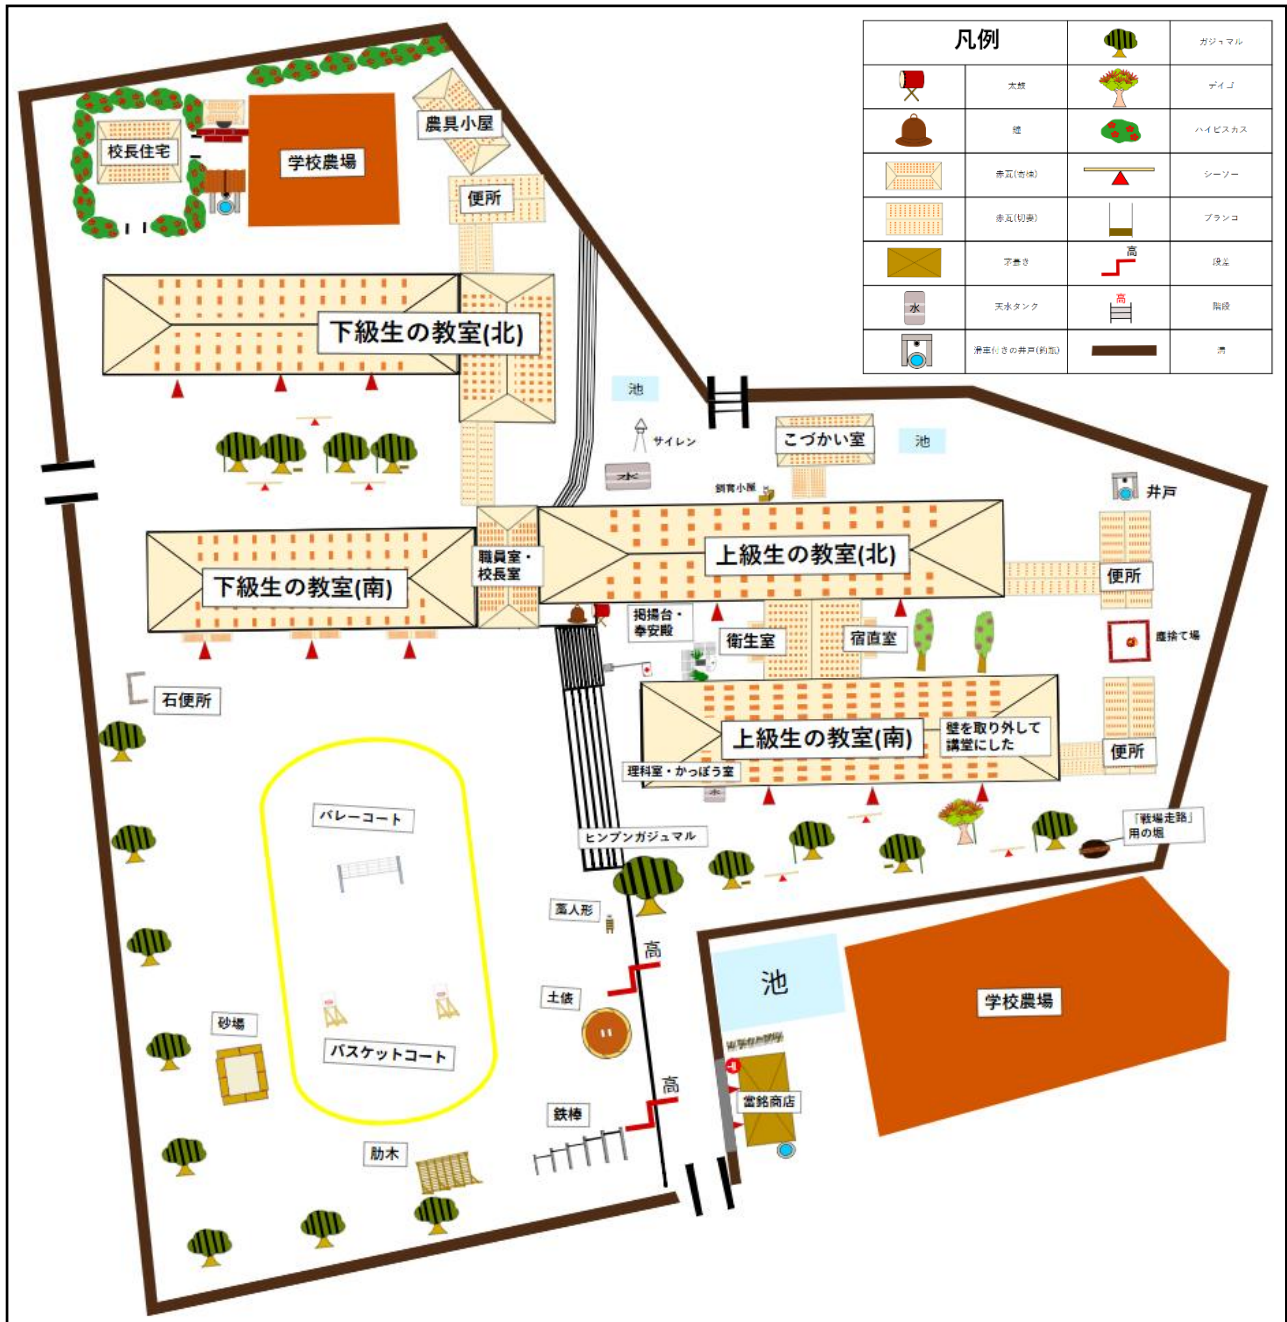 凡例
ガジュマル
太鼓
デイゴ
鐘
ハイビスカス
赤瓦(寄棟)
シーソー
赤瓦(切妻)
ブランコ
茅葺き
高
段差
水
天水タンク
高
階段
滑車付きの井戸(釣瓶)
溝
農具小屋
校長住宅
学校農場
便所
下級生の教室(北)
池
サイレン
こづかい室
池
水
飼育小屋
井戸
職員室・
校長室
上級生の教室(北)
下級生の教室(南)
便所
掲揚台・
奉安殿
衛生室
宿直室
塵捨て場
石便所
上級生の教室(南)
壁を取り外して
講堂にした
便所
理科室・かっぽう室
水
バレーコート
ヒンプンガジュマル
「戦場走路」
用の堀
藁人形
高
池
土俵
学校農場
砂場
バスケットコート
高
當銘商店
鉄棒
肋木